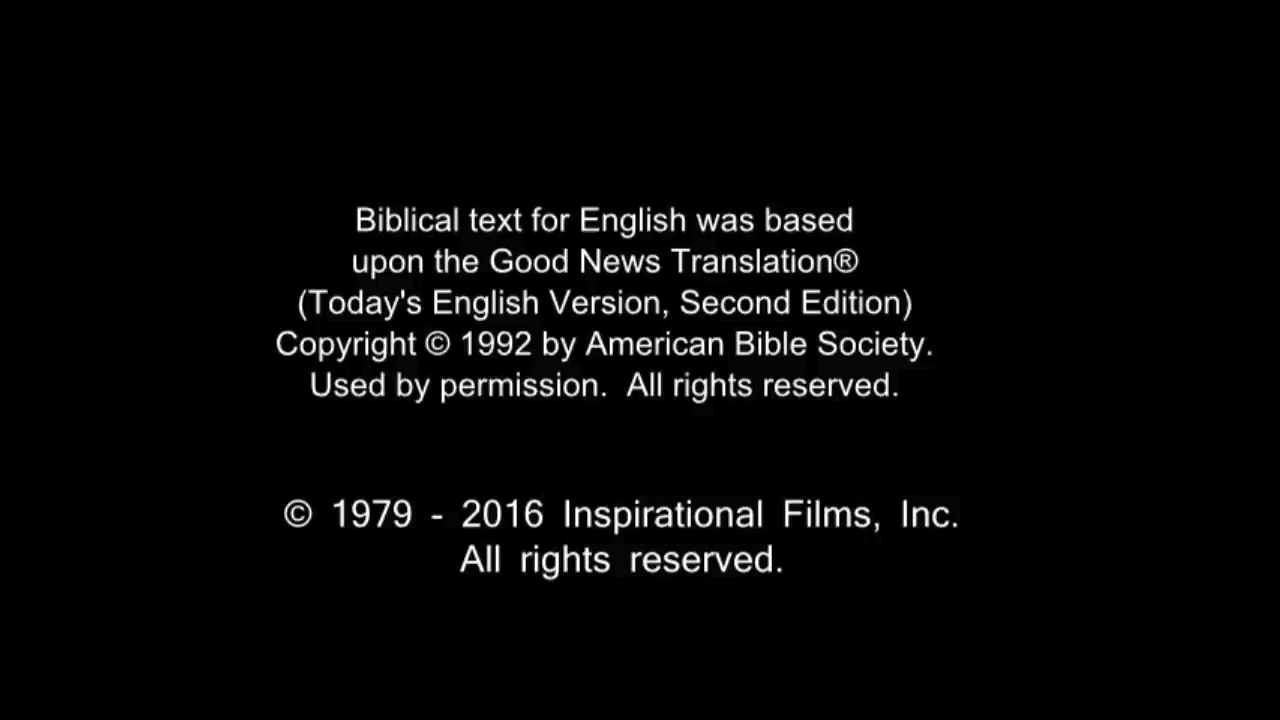 Biblical text for English was based
upon the Good News Translation®
(Today's English Version, Second Edition)
Copyright © 1992 by American Bible Society.
Used by permission.  All rights reserved.
© 1979 - 2016 Inspirational Films, Inc.
All rights reserved.